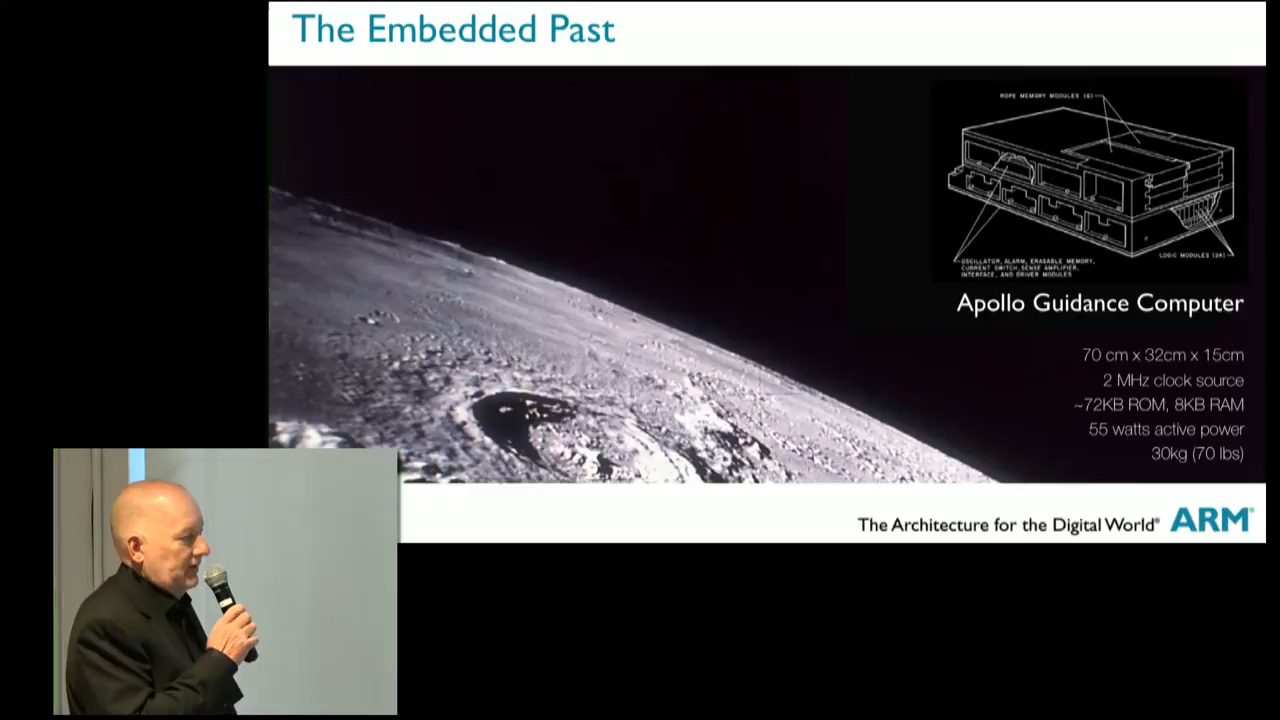 The Embedded Past
ROPE MEMORY MODULES (6)
OSCILLATOR, ALARM, ERASABLE MEMORY,
CURRENT SWITCH, SENSE AMPLIFIER,
INTERFACE, AND DRIVER MODULES
LOGIC MODULES (24)
Apollo Guidance Computer
70 cm x 32cm x 15cm
2 MHz clock source
~72KB ROM, 8KB RAM
55 watts active power
30kg (70 lbs)
The Architecture for the Digital World® ARM®